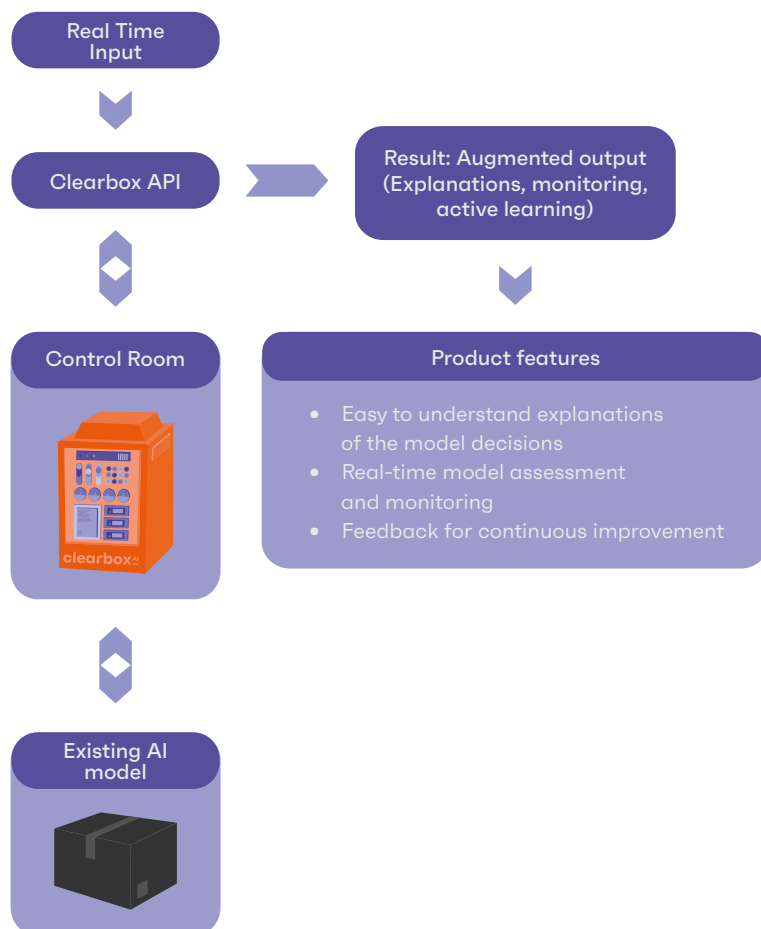 Real Time
Input
Clearbox API
Result: Augmented output
(Explanations, monitoring,
active learning)
Control Room
clearbox AI
Product features
• Easy to understand explanations
of the model decisions
• Real-time model assessment
and monitoring
• Feedback for continuous improvement
Existing AI
model